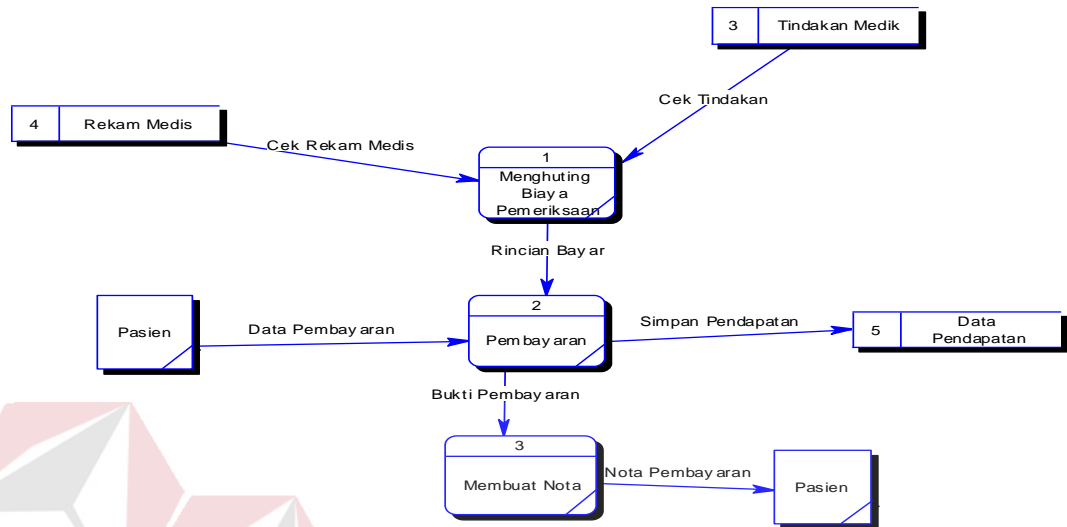 3 Tindakan Medik
Cek Tindakan
4 Rekam Medis
Cek Rekam Medis
1
Menghuting
Biaya
Pemeriksaan
Rincian Bayar
2
Pasien
Data Pembayaran
Pembayaran
Simpan Pendapatan
5
Data
Pendapatan
Bukti Pembayaran
3
Membuat Nota
Nota Pembayaran
Pasien